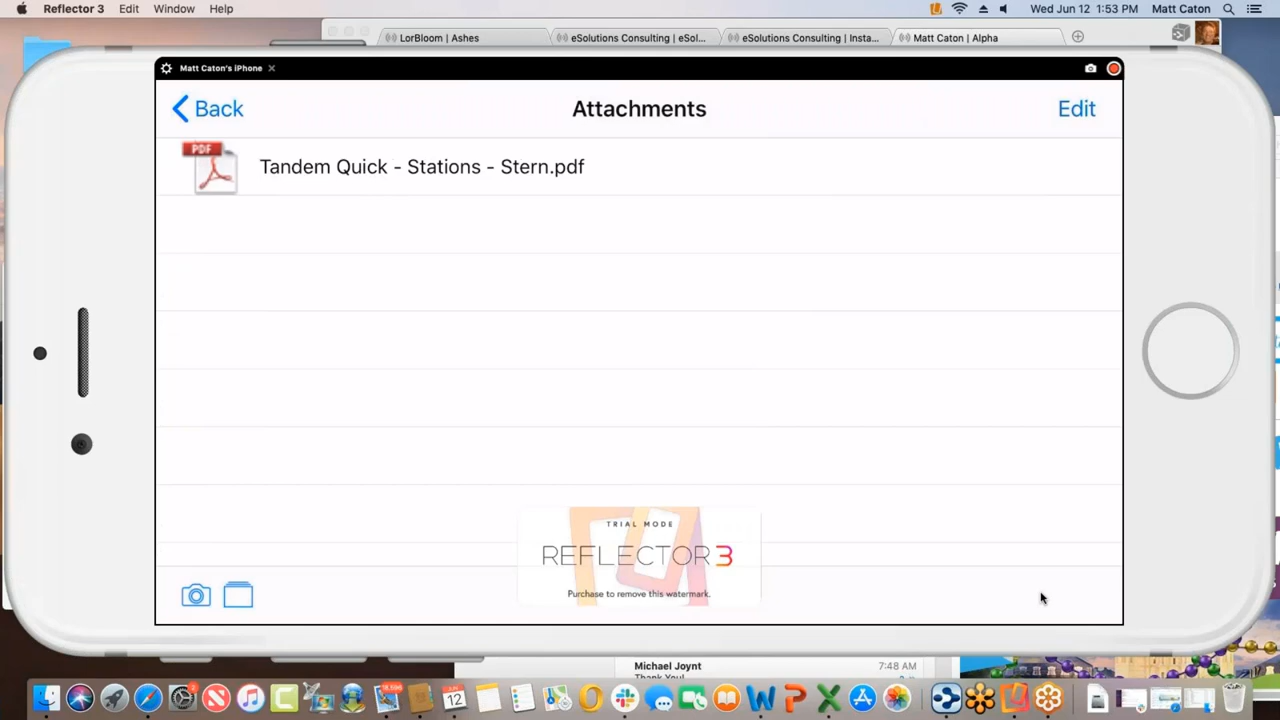 Reflector 3 Edit Window Help Wed Jun 12 1:53 PM Matt Caton
LorBloom | Ashes eSolutions Consulting | eSol... eSolutions Consulting | Insta... Matt Caton | Alpha
Matt Caton's iPhone
Back Attachments Edit
PDF
Tandem Quick - Stations - Stern.pdf
TRIAL MODE
REFLECTOR 3
Purchase to remove this watermark.
Michael Joynt 7:48 AM
Thank You!
12